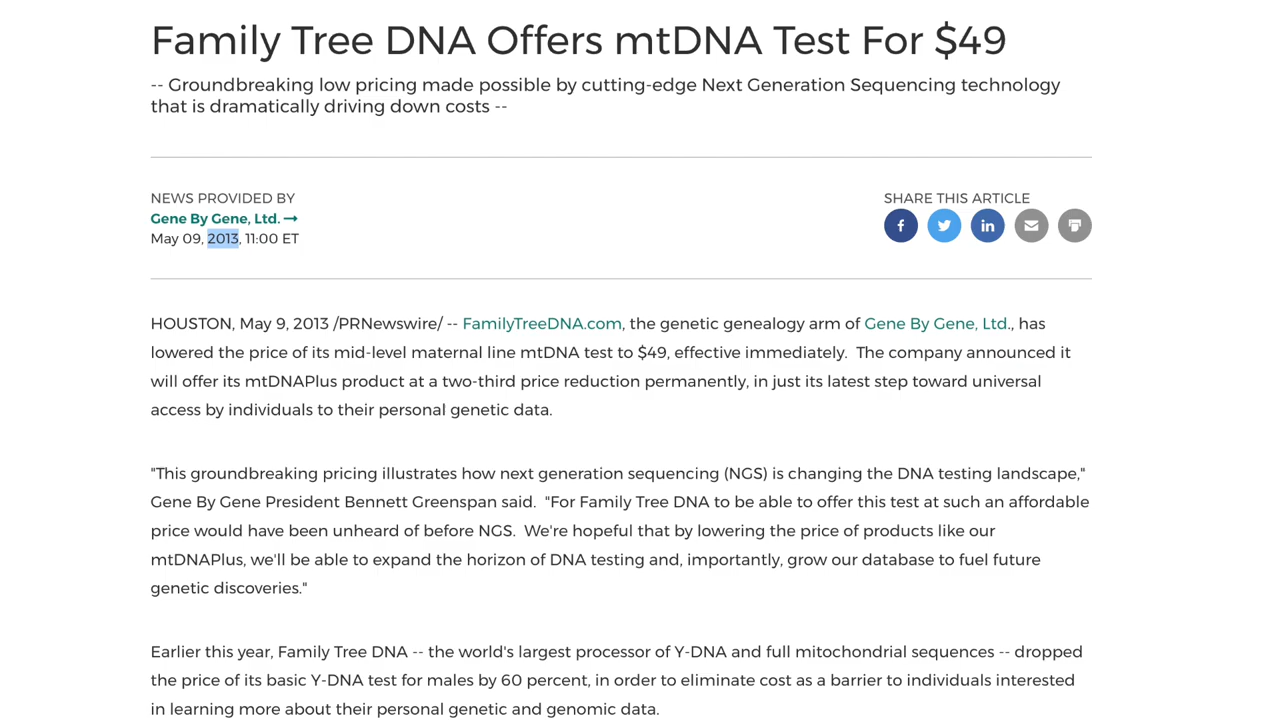 Family Tree DNA Offers mtDNA Test For $49
-- Groundbreaking low pricing made possible by cutting-edge Next Generation Sequencing technology
that is dramatically driving down costs --
NEWS PROVIDED BY
Gene By Gene, Ltd. →
May 09, 2013, 11:00 ET
SHARE THIS ARTICLE
HOUSTON, May 9, 2013 /PRNewswire/ -- FamilyTreeDNA.com, the genetic genealogy arm of Gene By Gene, Ltd., has
lowered the price of its mid-level maternal line mtDNA test to $49, effective immediately.  The company announced it
will offer its mtDNAPlus product at a two-third price reduction permanently, in just its latest step toward universal
access by individuals to their personal genetic data.
"This groundbreaking pricing illustrates how next generation sequencing (NGS) is changing the DNA testing landscape,"
Gene By Gene President Bennett Greenspan said.  "For Family Tree DNA to be able to offer this test at such an affordable
price would have been unheard of before NGS.  We're hopeful that by lowering the price of products like our
mtDNAPlus, we'll be able to expand the horizon of DNA testing and, importantly, grow our database to fuel future
genetic discoveries."
Earlier this year, Family Tree DNA -- the world's largest processor of Y-DNA and full mitochondrial sequences -- dropped
the price of its basic Y-DNA test for males by 60 percent, in order to eliminate cost as a barrier to individuals interested
in learning more about their personal genetic and genomic data.